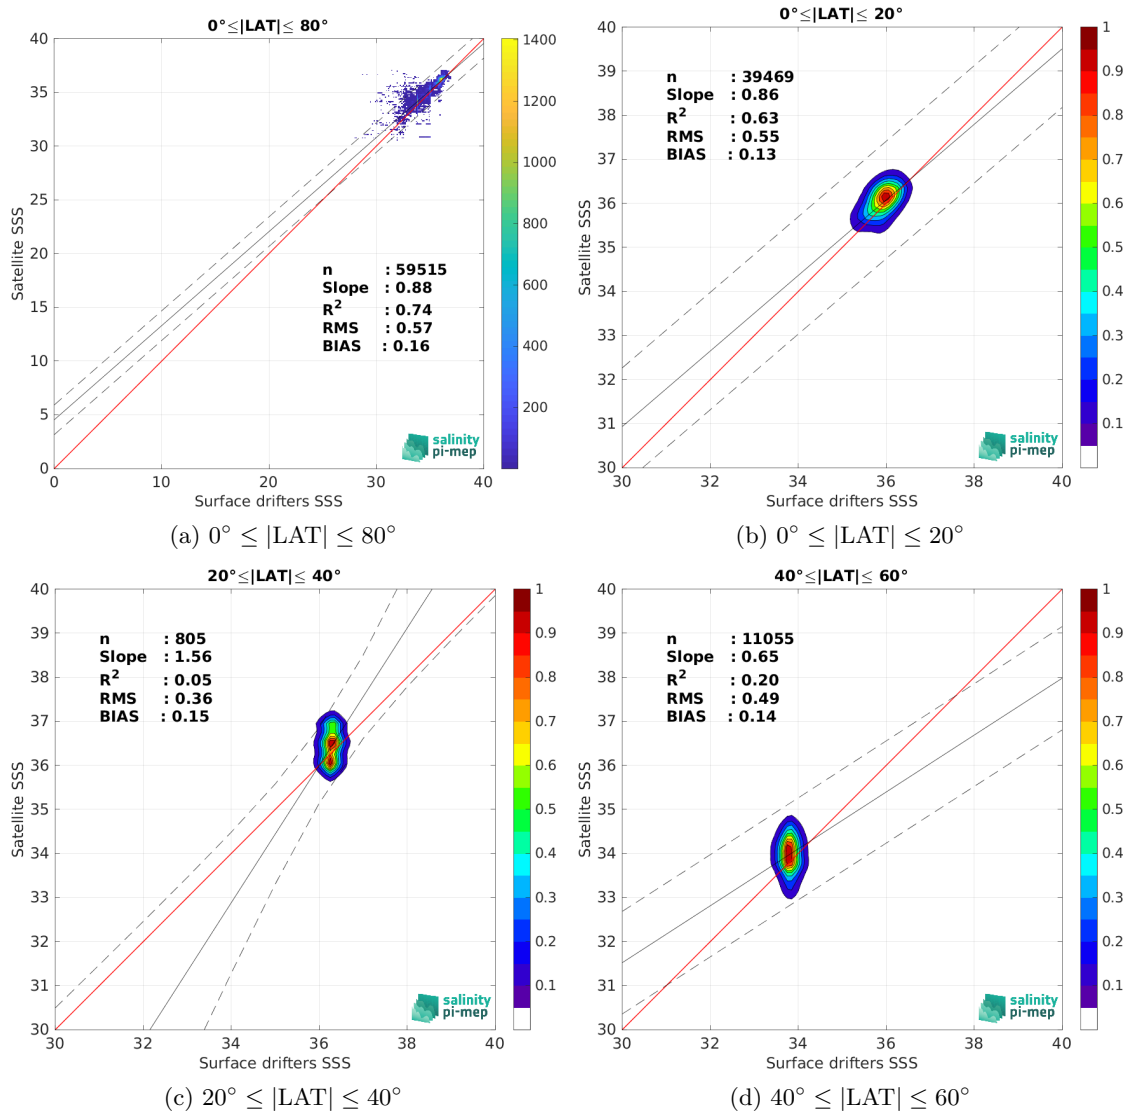 0°≤|LAT|≤ 80°
40
35
30
25
20
15
10
5
0
Satellite SSS
n : 59515
Slope : 0.88
R² : 0.74
RMS : 0.57
BIAS : 0.16
salinity
pi-mep
0 10 20 30 40
Surface drifters SSS
1400
1200
1000
800
600
400
200
(a) 0° ≤ |LAT| ≤ 80°
0°≤|LAT|≤ 20°
40
39
38
37
36
35
34
33
32
31
30
Satellite SSS
n : 39469
Slope : 0.86
R² : 0.63
RMS : 0.55
BIAS : 0.13
salinity
pi-mep
30 32 34 36 38 40
Surface drifters SSS
1
0.9
0.8
0.7
0.6
0.5
0.4
0.3
0.2
0.1
(b) 0° ≤ |LAT| ≤ 20°
20°≤|LAT|≤ 40°
40
39
38
37
36
35
34
33
32
31
30
Satellite SSS
n : 805
Slope : 1.56
R² : 0.05
RMS : 0.36
BIAS : 0.15
salinity
pi-mep
30 32 34 36 38 40
Surface drifters SSS
1
0.9
0.8
0.7
0.6
0.5
0.4
0.3
0.2
0.1
(c) 20° ≤ |LAT| ≤ 40°
40°≤|LAT|≤ 60°
40
39
38
37
36
35
34
33
32
31
30
Satellite SSS
n : 11055
Slope : 0.65
R² : 0.20
RMS : 0.49
BIAS : 0.14
salinity
pi-mep
30 32 34 36 38 40
Surface drifters SSS
1
0.9
0.8
0.7
0.6
0.5
0.4
0.3
0.2
0.1
(d) 40° ≤ |LAT| ≤ 60°